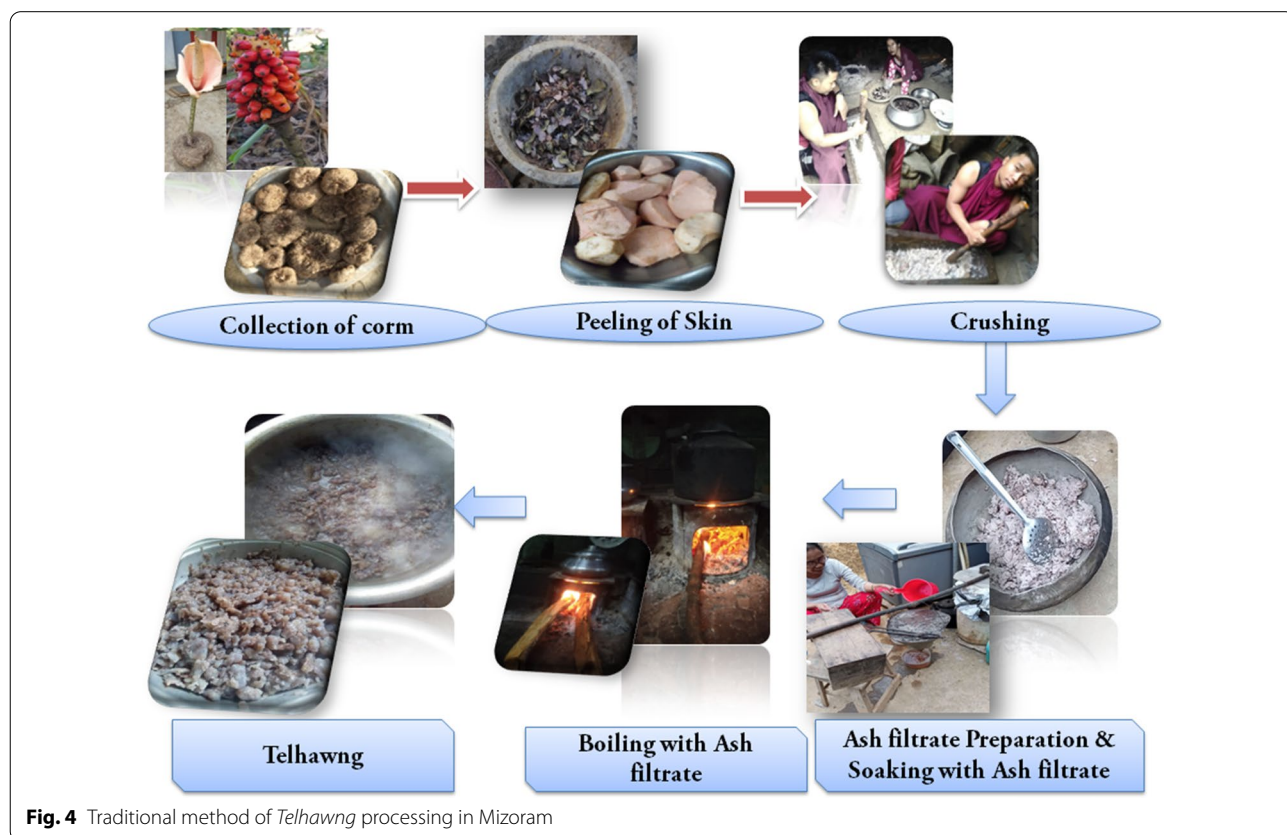 Collection of corm
Peeling of Skin
Crushing
Ash filtrate Preparation &
Soaking with Ash filtrate
Boiling with Ash
filtrate
Telhawng
Fig. 4 Traditional method of Telhawng processing in Mizoram